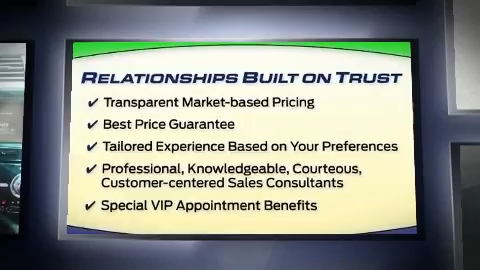 RELATIONSHIPS BUILT ON TRUST
✔ Transparent Market-based Pricing
✔ Best Price Guarantee
✔ Tailored Experience Based on Your Preferences
✔ Professional, Knowledgeable, Courteous,
Customer-centered Sales Consultants
✔ Special VIP Appointment Benefits